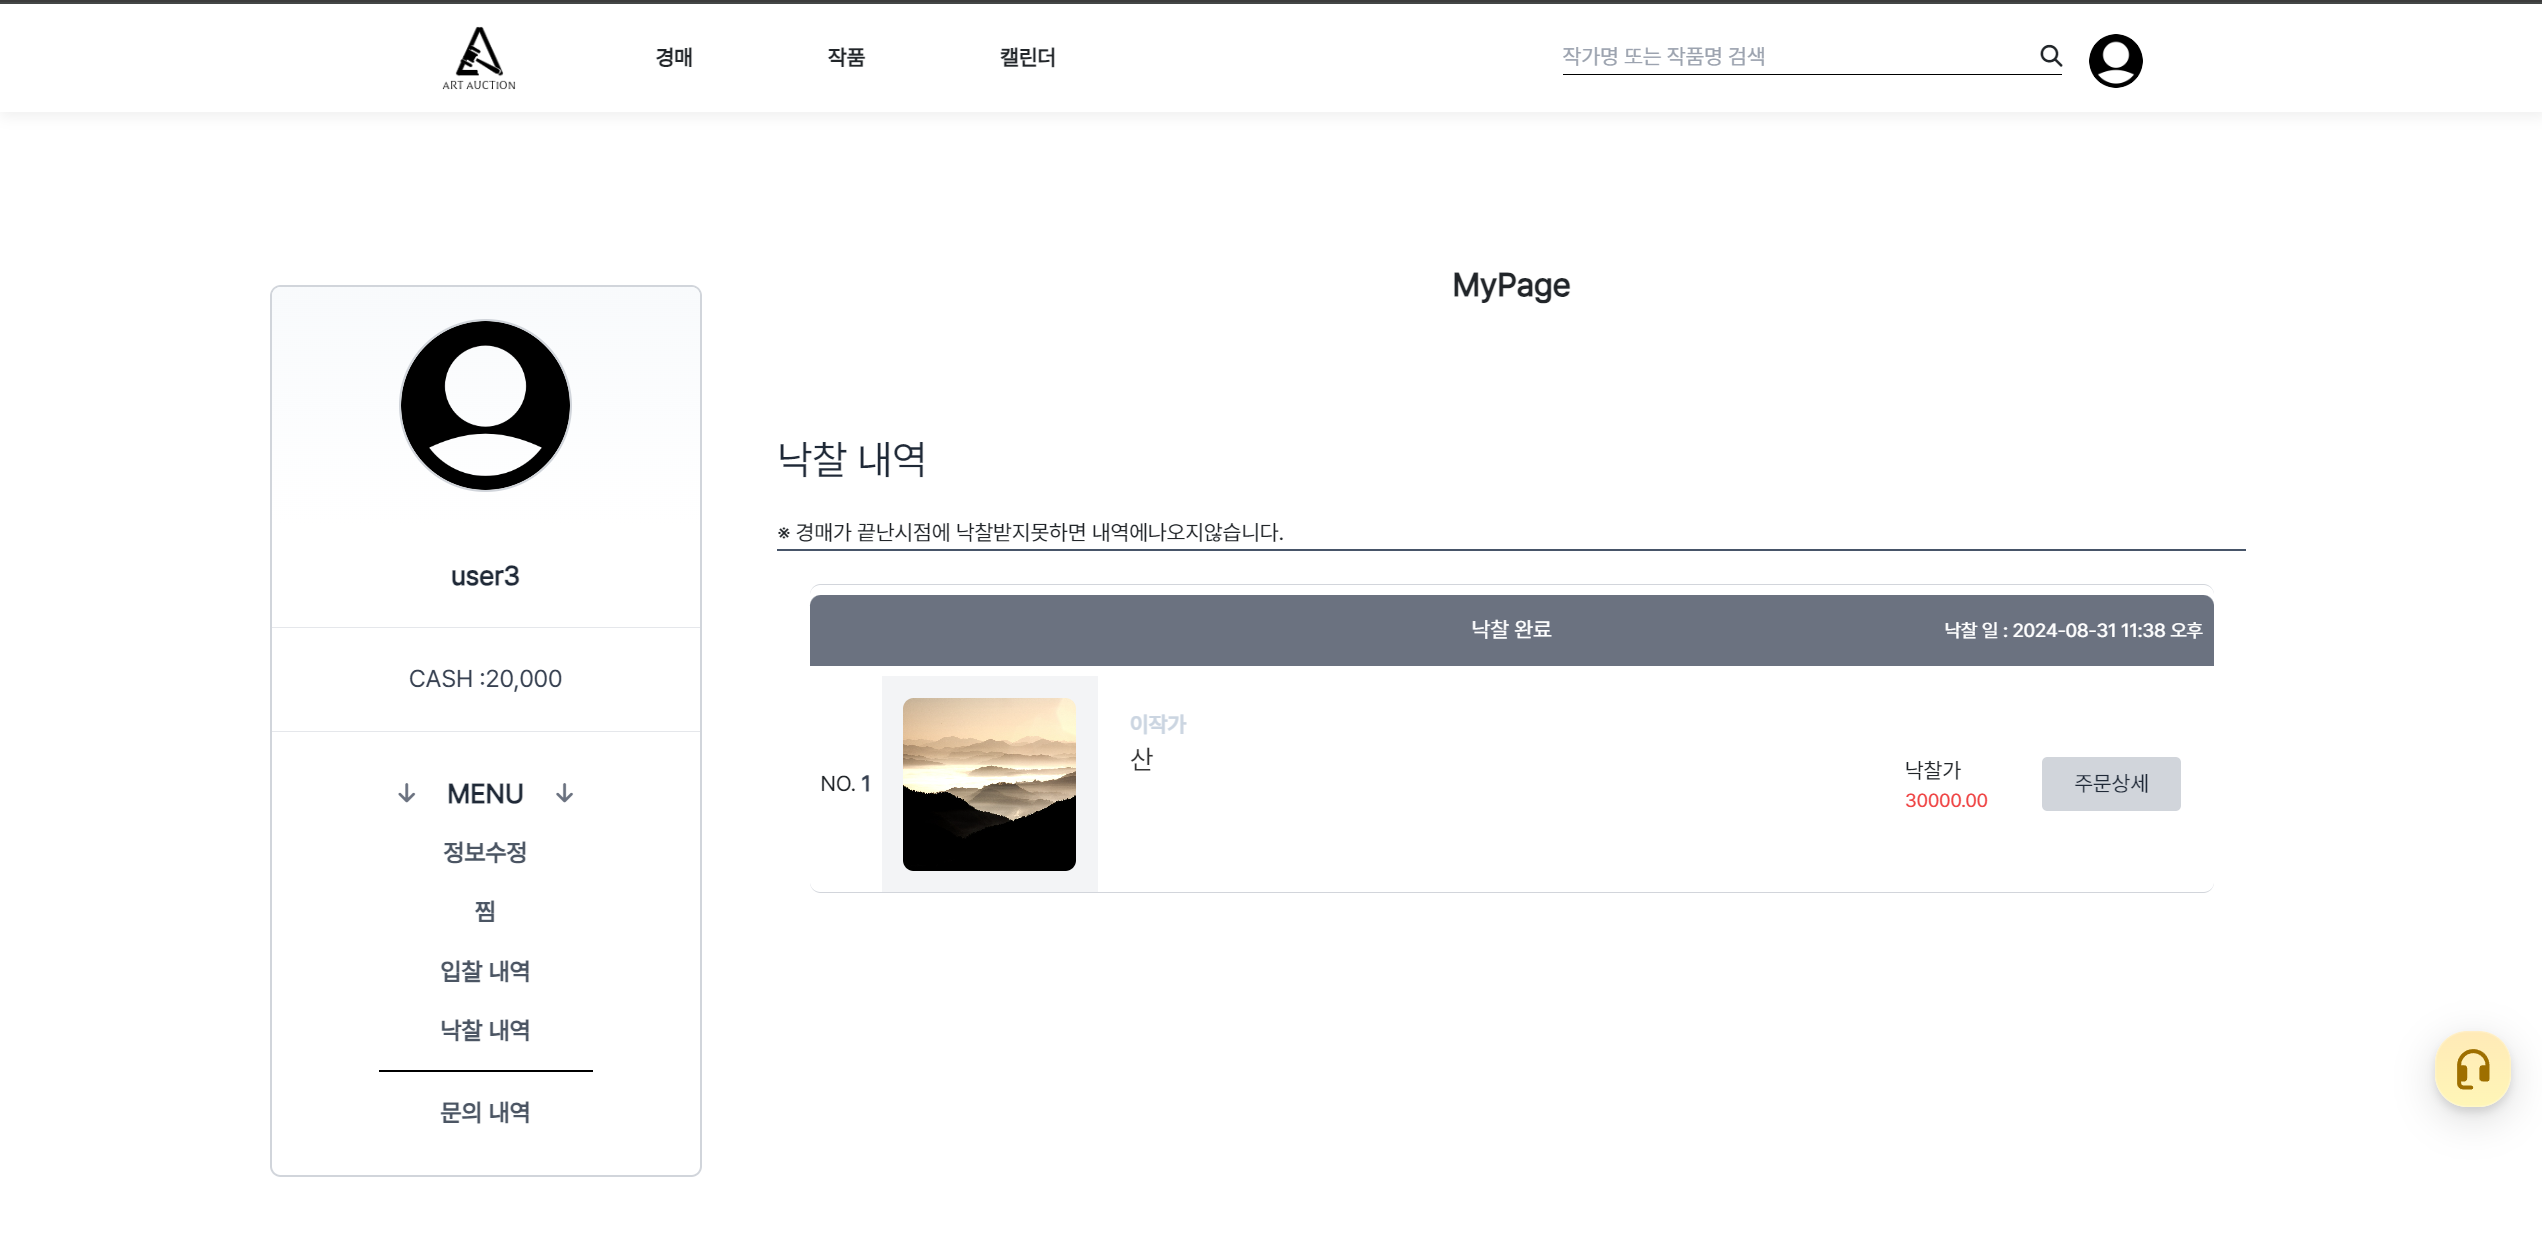 ART AUCTION
경매
작품
캘린더
작가명 또는 작품명 검색
MyPage
user3
CASH :20,000
↓ MENU ↓
정보수정
찜
입찰 내역
낙찰 내역
문의 내역
낙찰 내역
※ 경매가 끝난시점에 낙찰받지못하면 내역에나오지않습니다.
낙찰 완료
낙찰 일 : 2024-08-31 11:38 오후
NO. 1
이작가
산
낙찰가
30000.00
주문상세